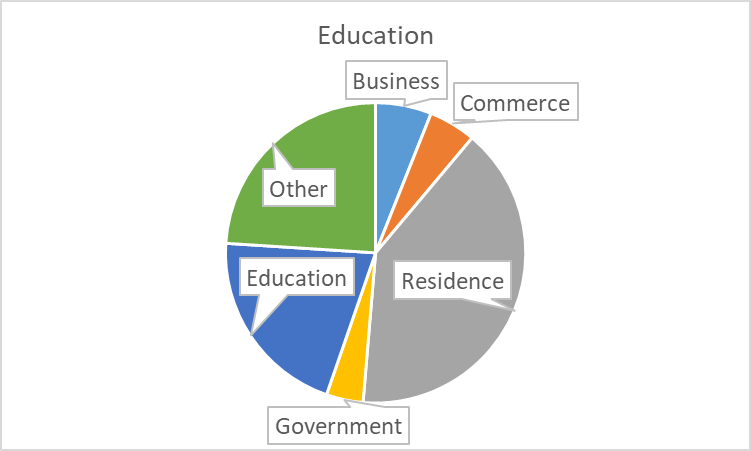 Education
Business
Commerce
Other
Education
Residence
Government